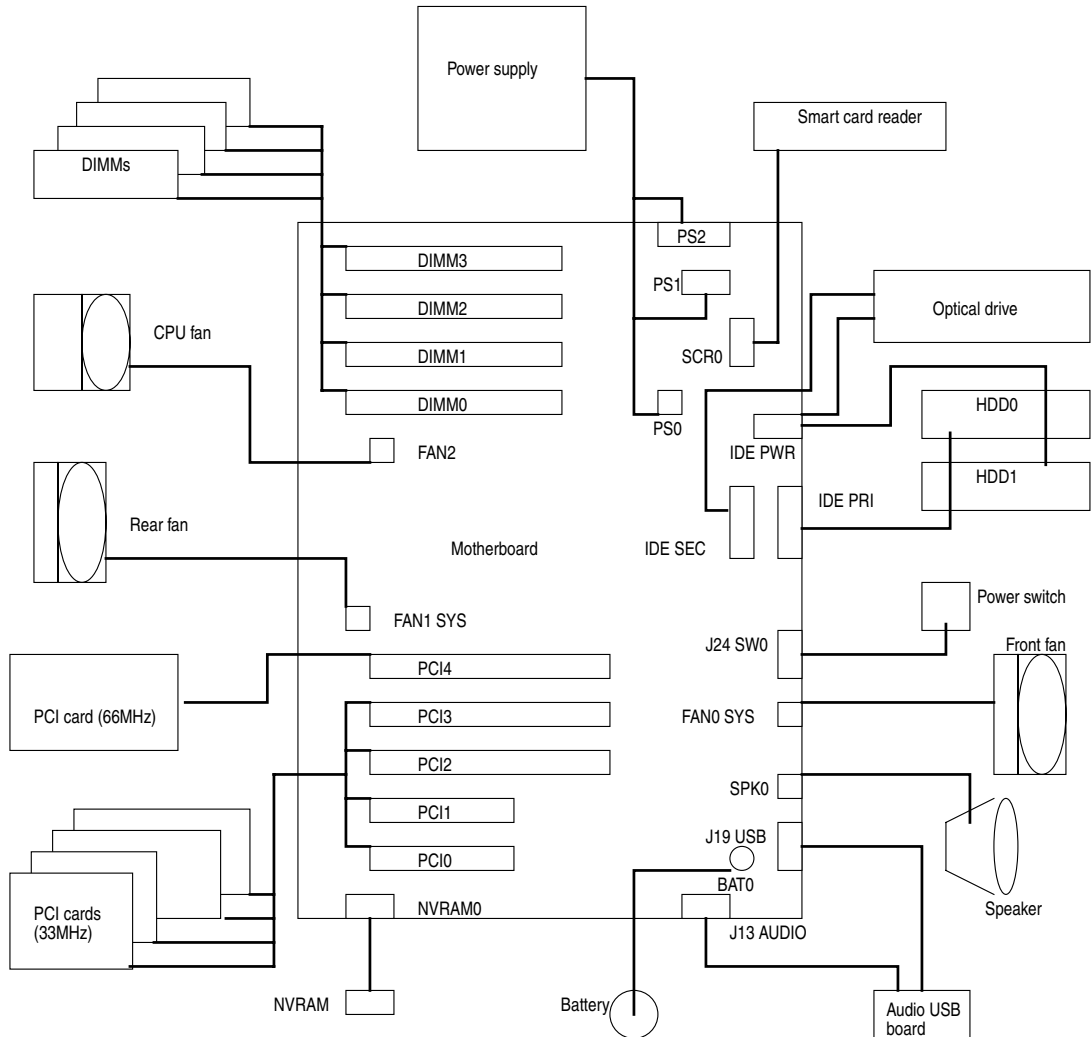 Power supply
Smart card reader
DIMMs
PS2
DIMM3
PS1
DIMM2
Optical drive
CPU fan
DIMM1
SCR0
DIMM0
HDD0
PS0
FAN2
IDE PWR
HDD1
IDE PRI
Rear fan
Motherboard
IDE SEC
Power switch
FAN1 SYS
J24 SW0
Front fan
PCI4
PCI card (66MHz)
PCI3
FAN0 SYS
PCI2
SPK0
PCI1
J19 USB
PCI0
BAT0
PCI cards
(33MHz)
NVRAM0
Speaker
J13 AUDIO
NVRAM
Battery
Audio USB
board